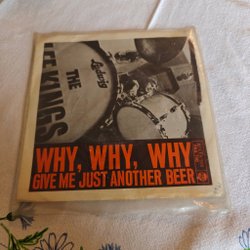 THE
KINGS
Ludwig
WHY, WHY, WHY
GIVE ME JUST ANOTHER BEER